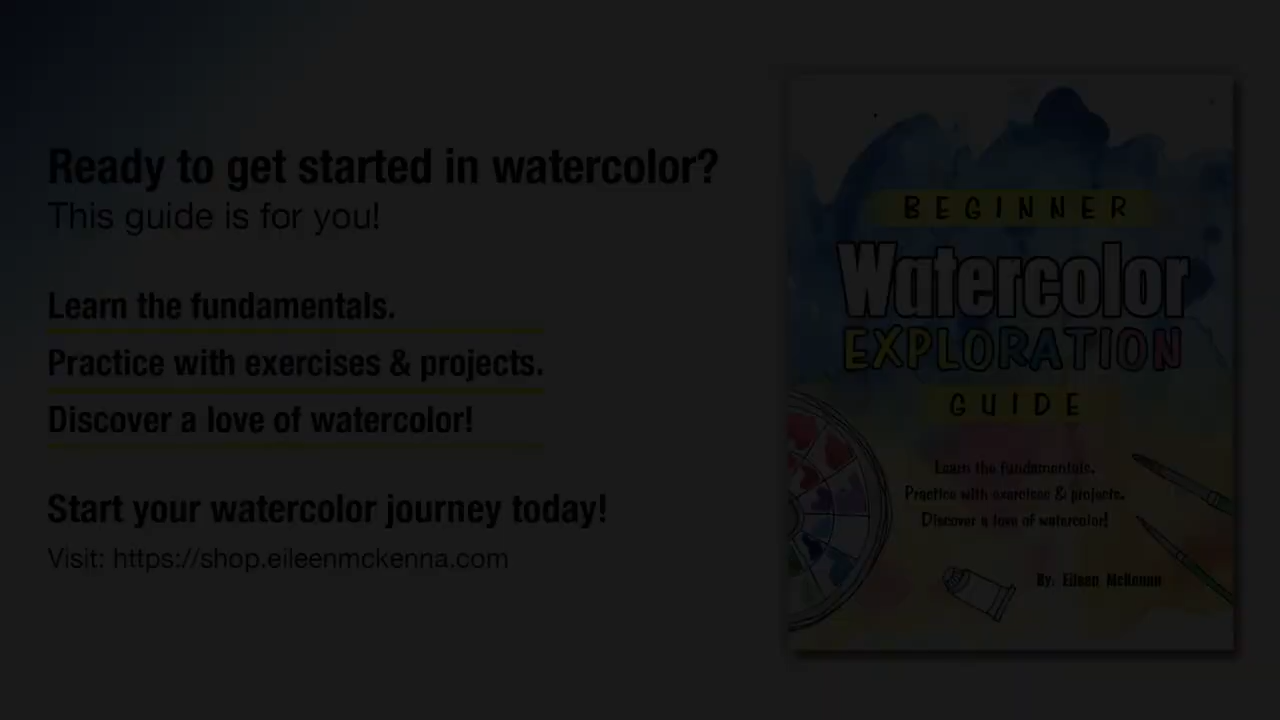 Ready to get started in watercolor?
This guide is for you!
Learn the fundamentals.
Practice with exercises & projects.
Discover a love of watercolor!
Start your watercolor journey today!
Visit: https://shop.eileenmckenna.com
BEGINNER
Watercolor
EXPLORATION
GUIDE
Learn the fundamentals.
Practice with exercises & projects.
Discover a love of watercolor!
By: Eileen McKenna